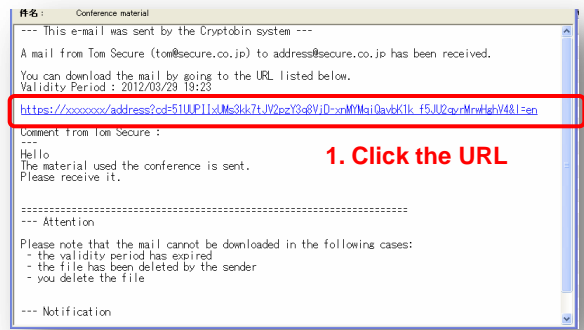 件名： Conference material
--- This e-mail was sent by the Cryptobin system ---
A mail from Tom Secure (tom@secure.co.jp) to address@secure.co.jp has been received.
You can download the mail by going to the URL listed below.
Validity Period : 2012/03/29 19:23
https://xxxxxxx/address?cd=51UUPIIxUMs3kk7tJV2pzY3q8VjD-xnMYMqiQavbK1k_f5JU2qyrMrwHghV4&l=en
Comment from Tom Secure :
---
Hello
The material used the conference is sent.
Please receive it.
1. Click the URL
======================================================================
--- Attention
Please note that the mail cannot be downloaded in the following cases:
- the validity period has expired
- the file has been deleted by the sender
- you delete the file
--- Notification